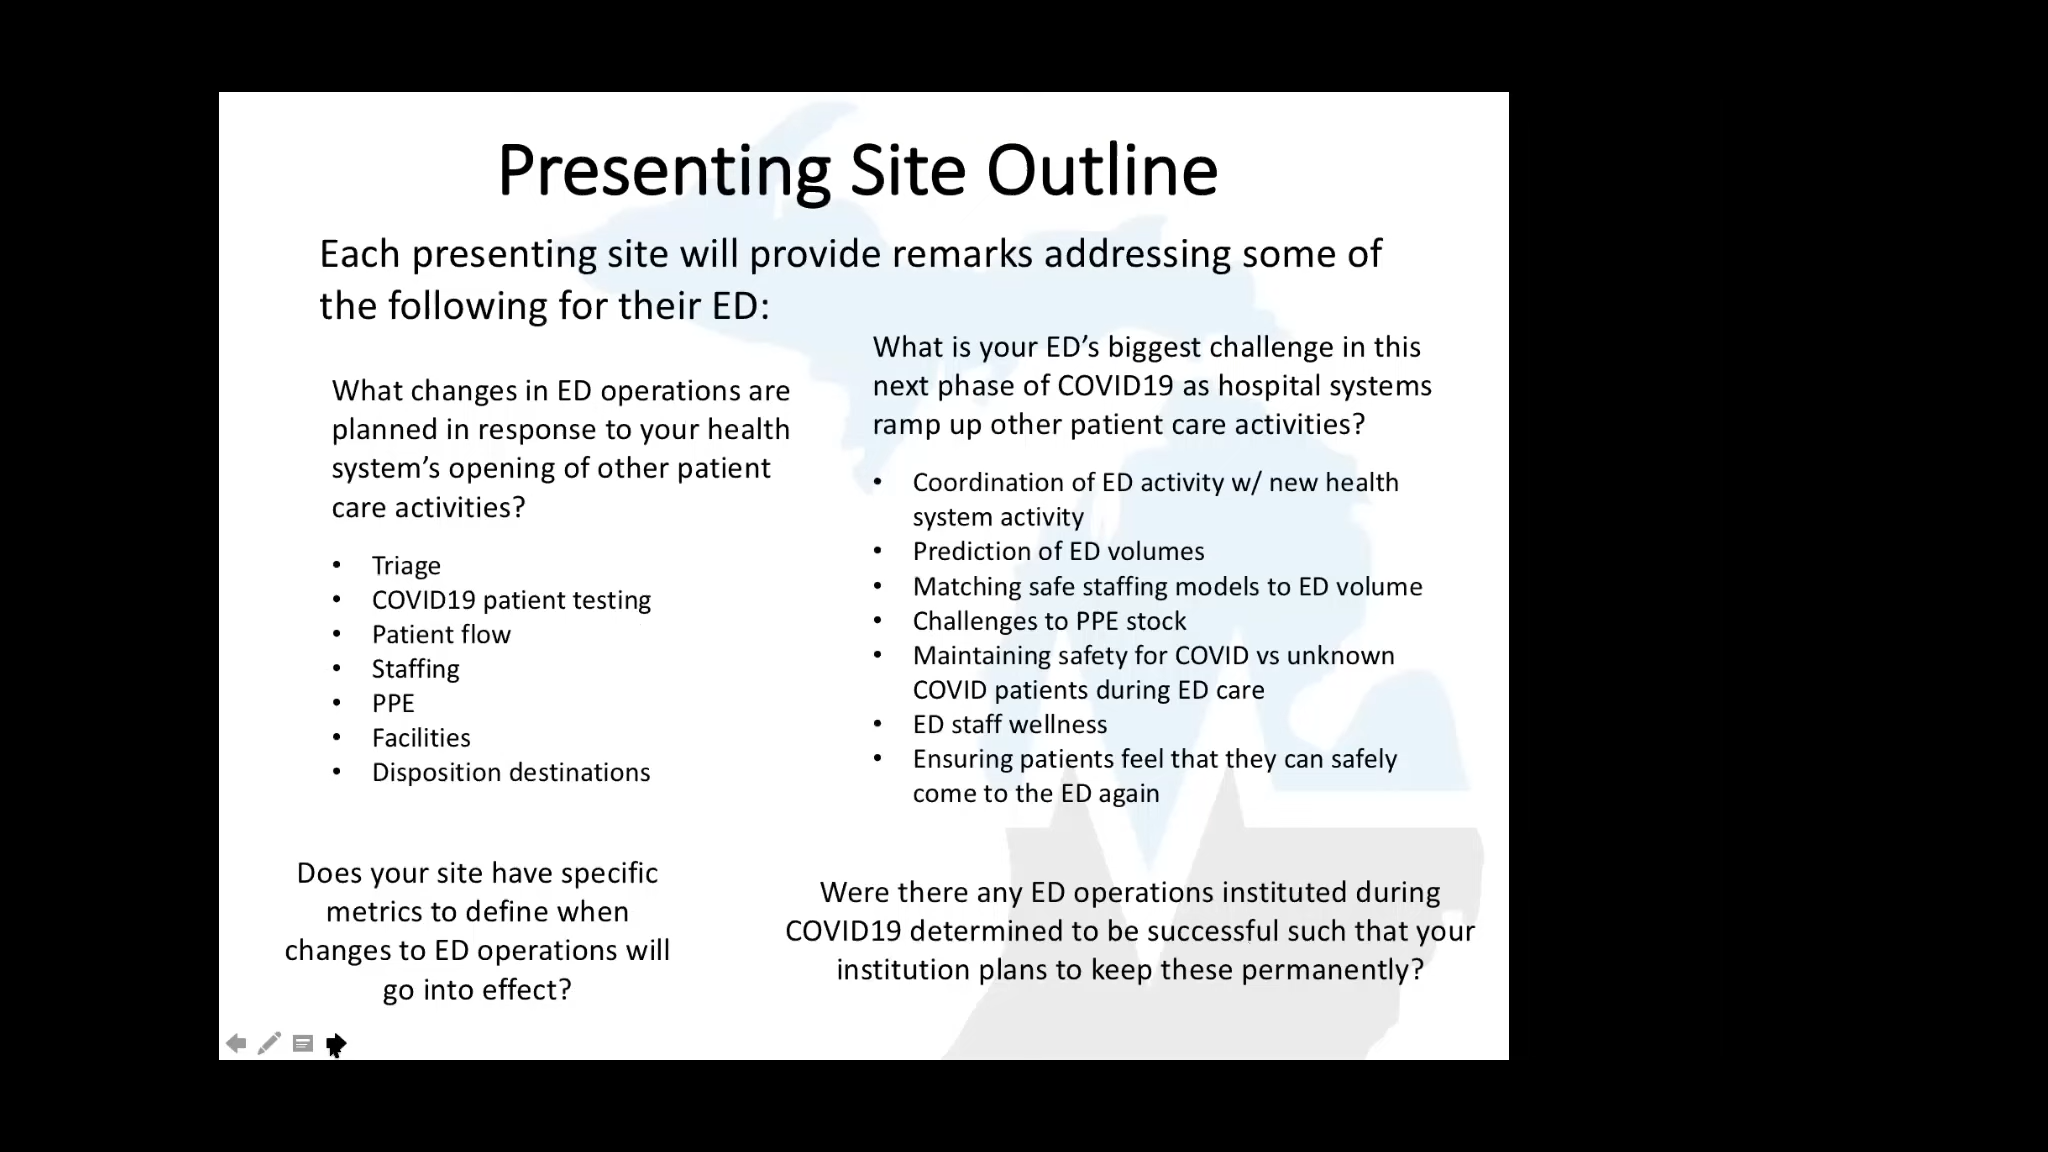 Presenting Site Outline
Each presenting site will provide remarks addressing some of
the following for their ED:
What changes in ED operations are
planned in response to your health
system’s opening of other patient
care activities?
• Triage
• COVID19 patient testing
• Patient flow
• Staffing
• PPE
• Facilities
• Disposition destinations
What is your ED’s biggest challenge in this
next phase of COVID19 as hospital systems
ramp up other patient care activities?
• Coordination of ED activity w/ new health
system activity
• Prediction of ED volumes
• Matching safe staffing models to ED volume
• Challenges to PPE stock
• Maintaining safety for COVID vs unknown
COVID patients during ED care
• ED staff wellness
• Ensuring patients feel that they can safely
come to the ED again
Does your site have specific
metrics to define when
changes to ED operations will
go into effect?
Were there any ED operations instituted during
COVID19 determined to be successful such that your
institution plans to keep these permanently?